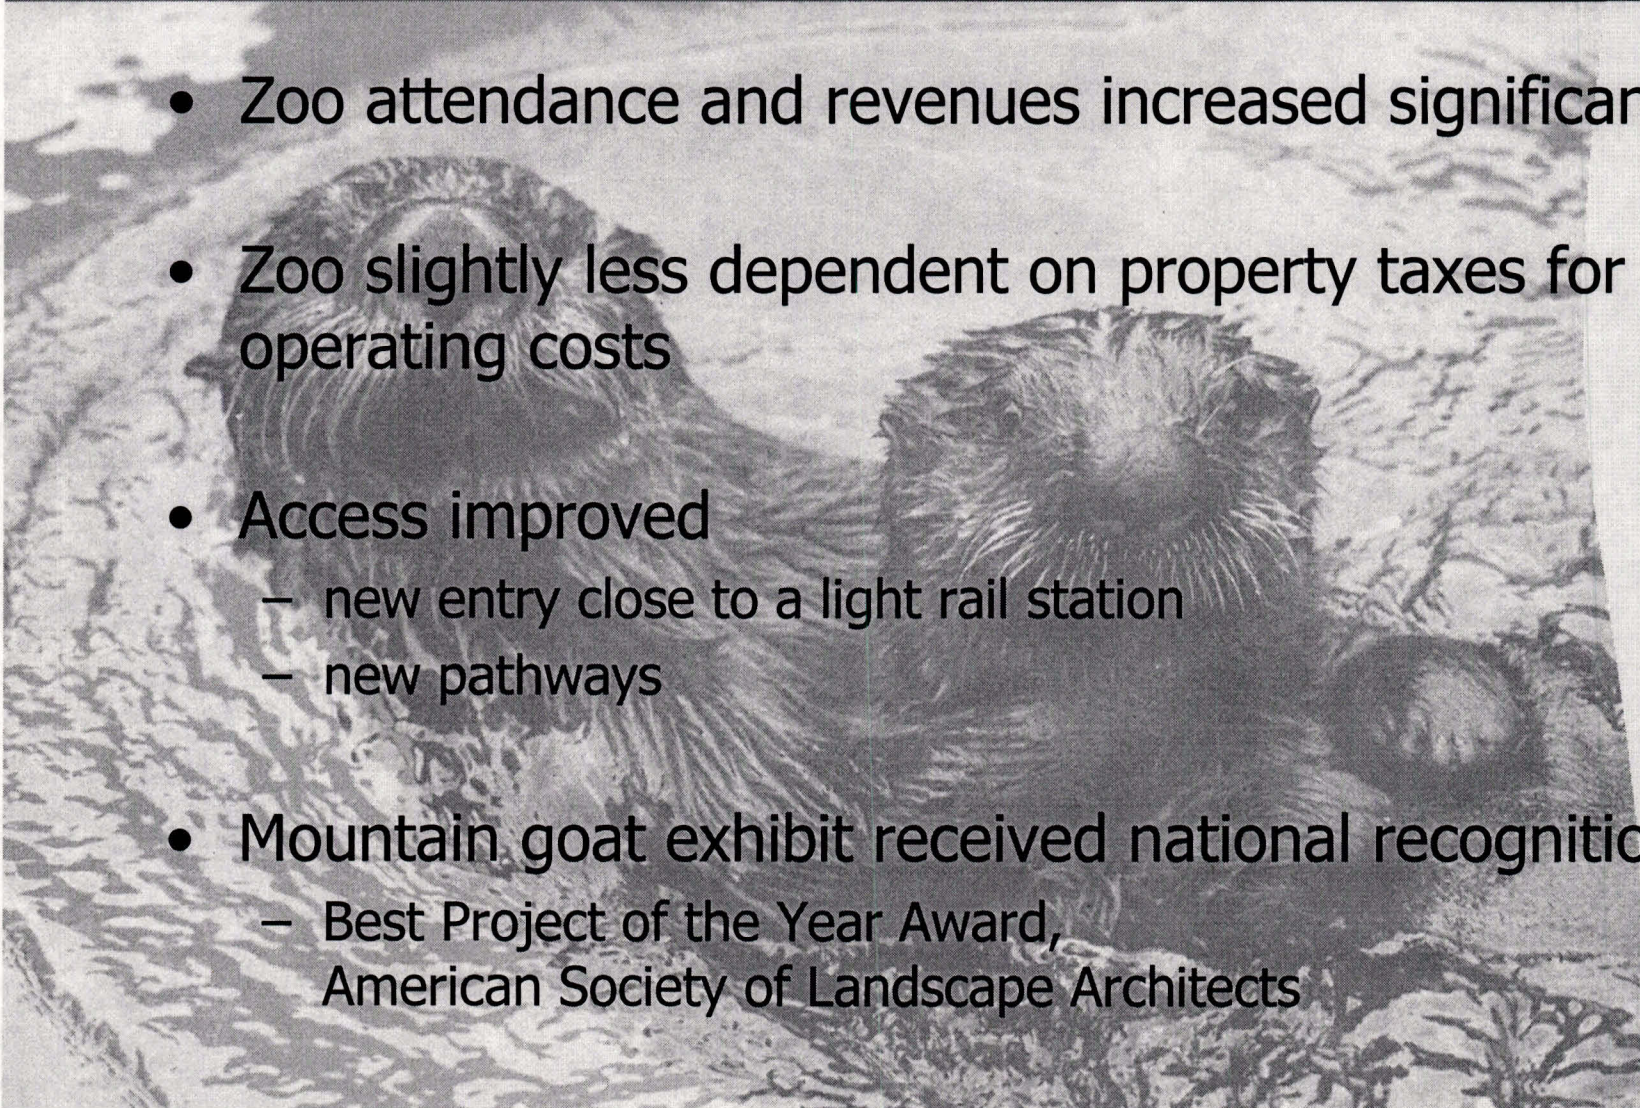 • Zoo attendance and revenues increased
• Zoo slightly less dependent on property taxes for
operating costs
• Access improved
– new entry close to a light rail station
– new pathways
• Mountain goat exhibit received national
– Best Project of the Year Award,
American Society of Landscape Architects